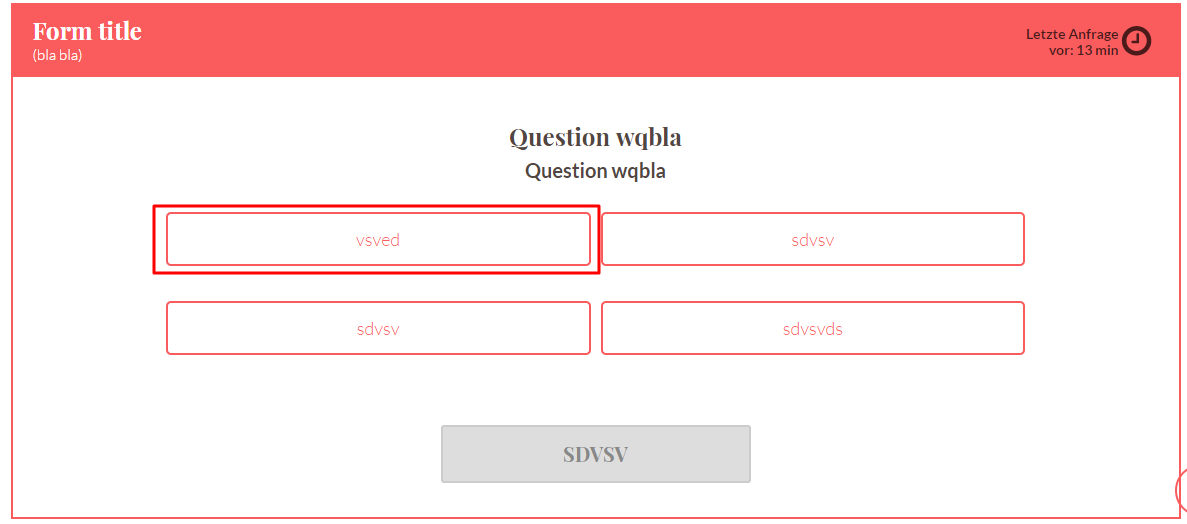 Form title
(bla bla)
Letzte Anfrage
vor: 13 min
Question wqbla
Question wqbla
vsved
sdvsv
sdvsv
sdvsvds
SDVSV